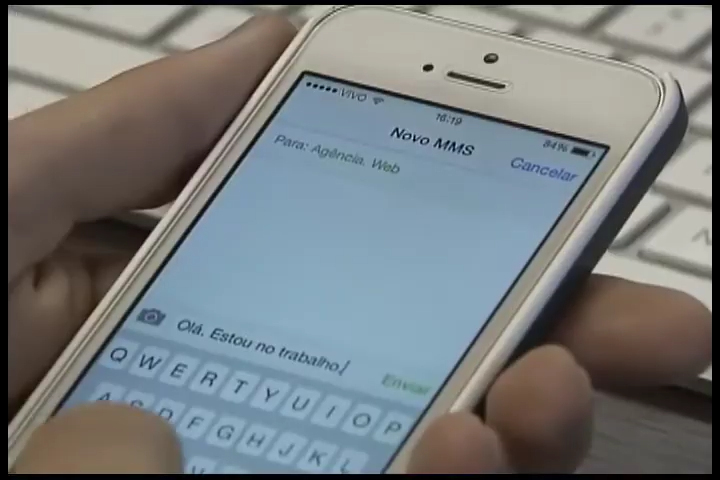 VIVO
16:19
84%
Novo MMS
Cancelar
Para: Agência. Web
Olá. Estou no trabalho.
Enviar
Q W E R T Y U I O P
A S D F G H J K L